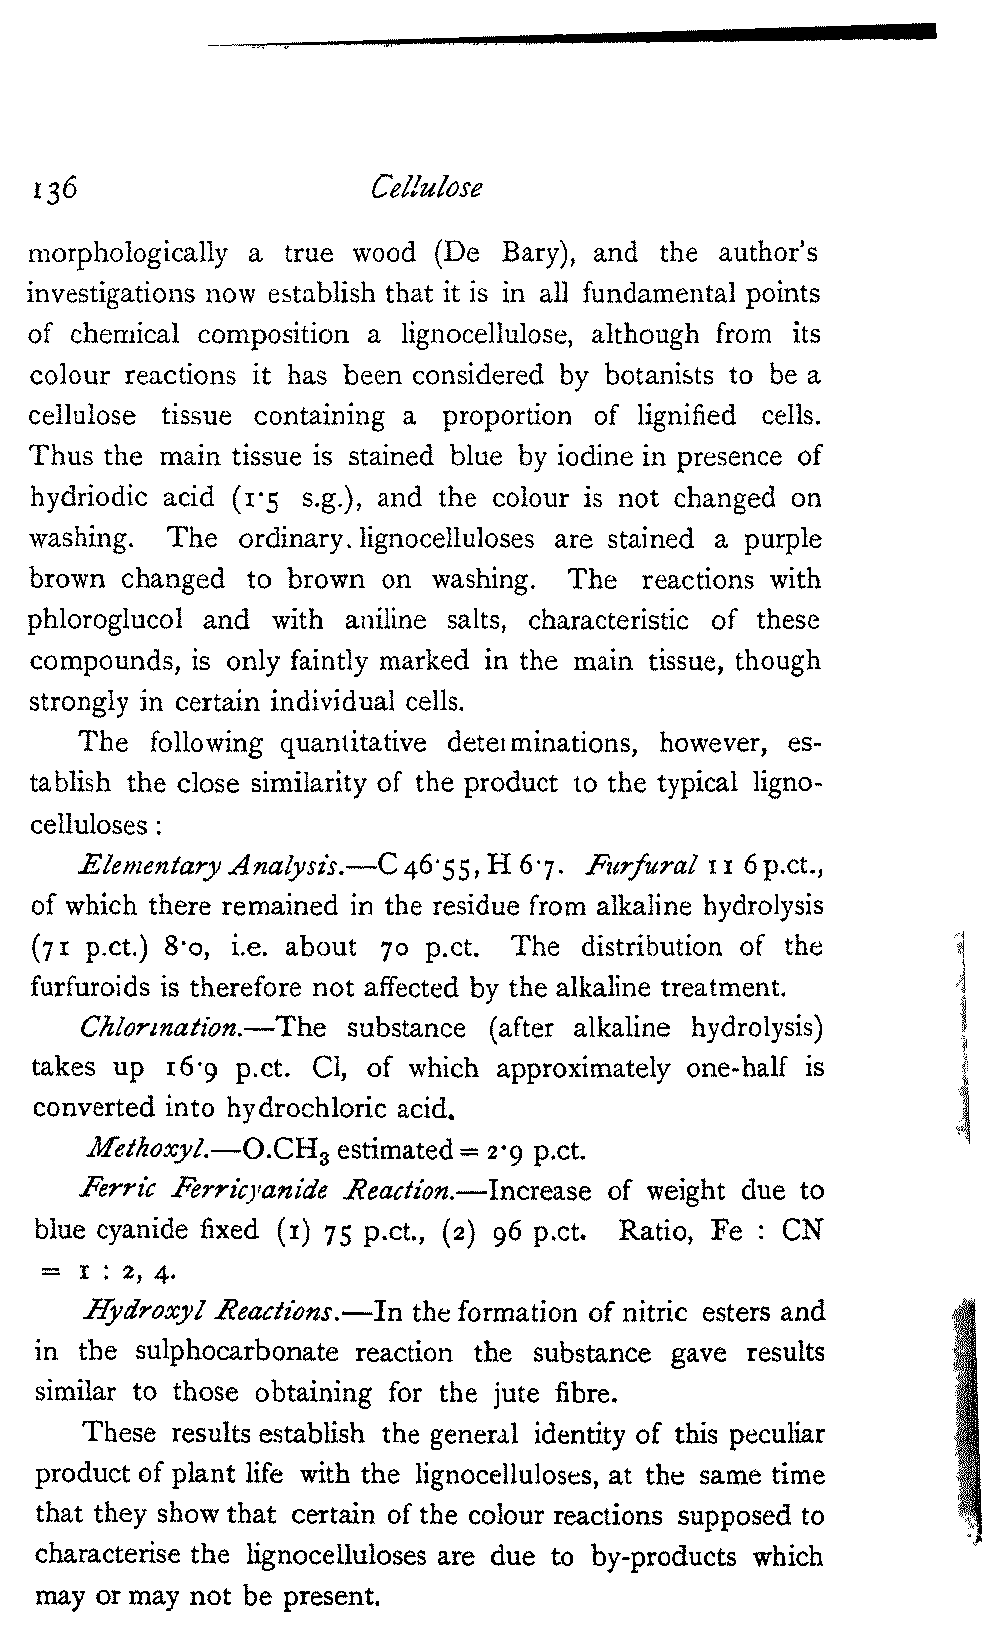 136 Cellulose
morphologically a true wood (De Bary), and the author's
investigations now establish that it is in all fundamental points
of chemical composition a lignocellulose, although from its
colour reactions it has been considered by botanists to be a
cellulose tissue containing a proportion of lignified cells.
Thus the main tissue is stained blue by iodine in presence of
hydriodic acid (1·5 s.g.), and the colour is not changed on
washing. The ordinary. lignocelluloses are stained a purple
brown changed to brown on washing. The reactions with
phloroglucol and with aniline salts, characteristic of these
compounds, is only faintly marked in the main tissue, though
strongly in certain individual cells.
The following quantitative determinations, however, es-
tablish the close similarity of the product to the typical ligno-
celluloses :
Elementary Analysis.—C 46·55, H 6·7. Furfural 11 6 p.ct.,
of which there remained in the residue from alkaline hydrolysis
(71 p.ct.) 8·0, i.e. about 70 p.ct. The distribution of the
furfuroids is therefore not affected by the alkaline treatment.
Chlorination.—The substance (after alkaline hydrolysis)
takes up 16·9 p.ct. Cl, of which approximately one-half is
converted into hydrochloric acid.
Methoxyl.—O.CH₃ estimated = 2·9 p.ct.
Ferric Ferricyanide Reaction.—Increase of weight due to
blue cyanide fixed (1) 75 p.ct., (2) 96 p.ct. Ratio, Fe : CN
= 1 : 2, 4.
Hydroxyl Reactions.—In the formation of nitric esters and
in the sulphocarbonate reaction the substance gave results
similar to those obtaining for the jute fibre.
These results establish the general identity of this peculiar
product of plant life with the lignocelluloses, at the same time
that they show that certain of the colour reactions supposed to
characterise the lignocelluloses are due to by-products which
may or may not be present.